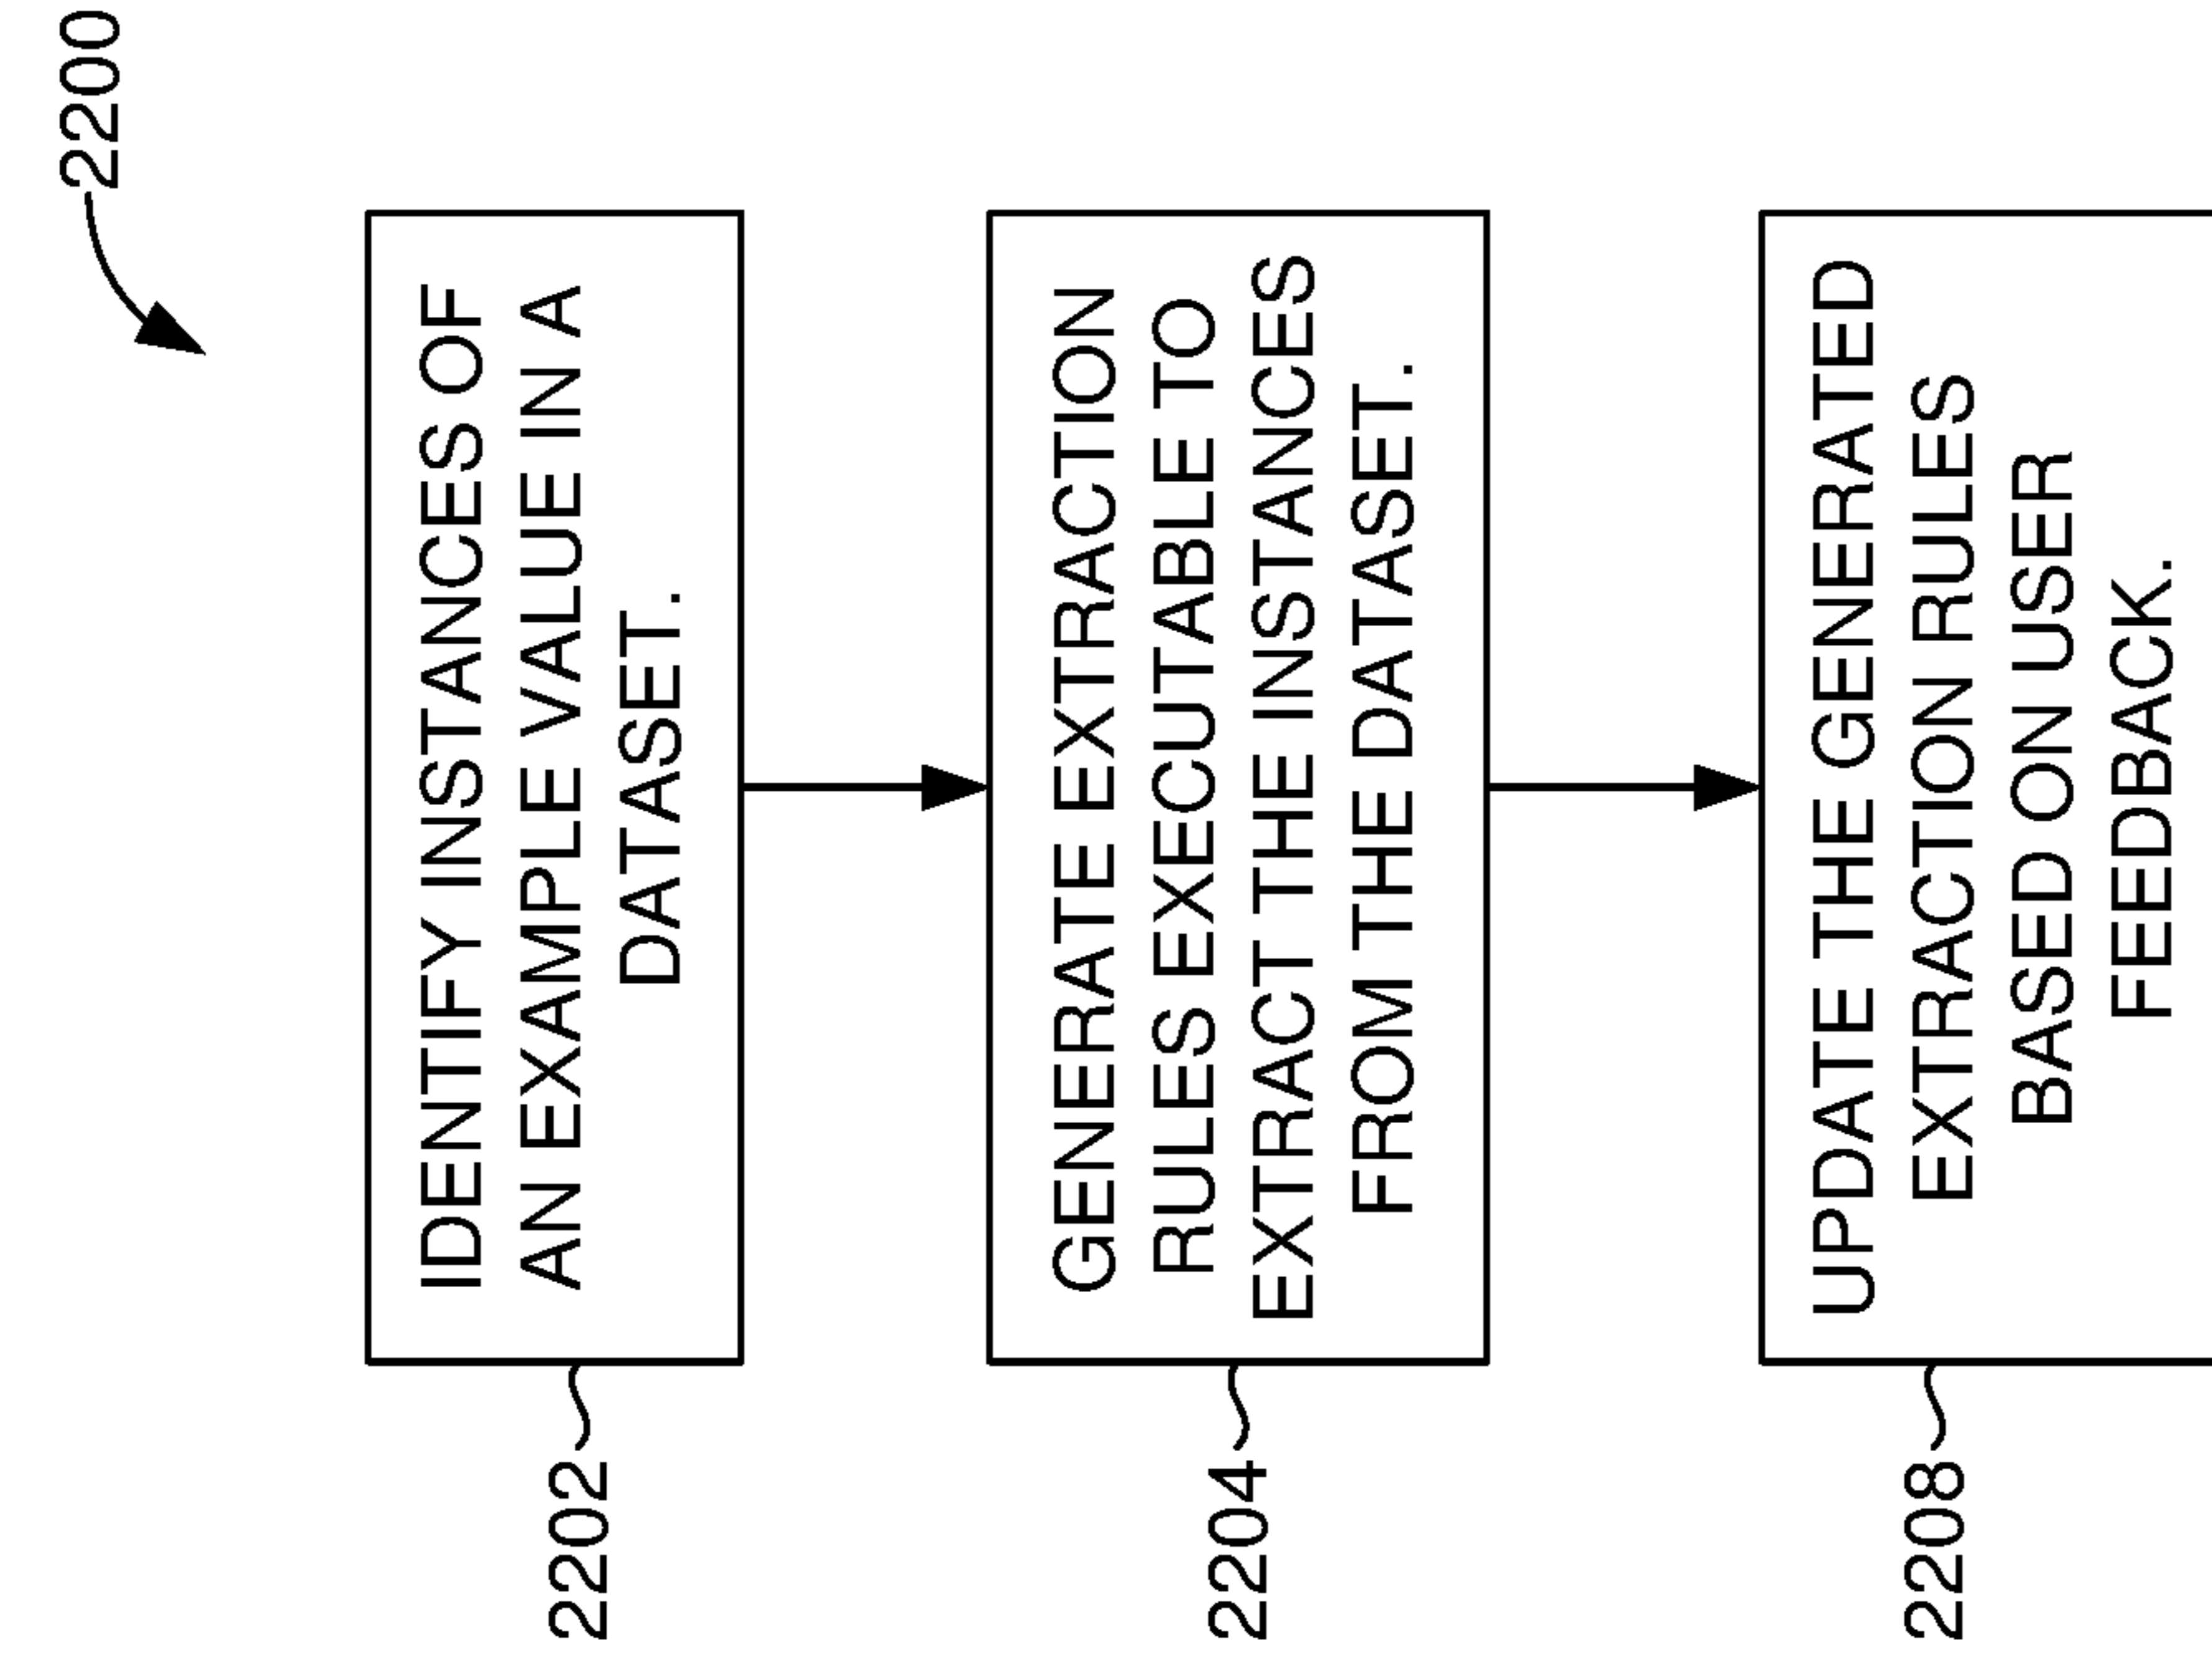 2200
IDENTIFY INSTANCES OF
AN EXAMPLE VALUE IN A
DATASET.
2202
GENERATE EXTRACTION
RULES EXECUTABLE TO
EXTRACT THE INSTANCES
FROM THE DATASET.
2204
UPDATE THE GENERATED
EXTRACTION RULES
BASED ON USER
FEEDBACK.
2208